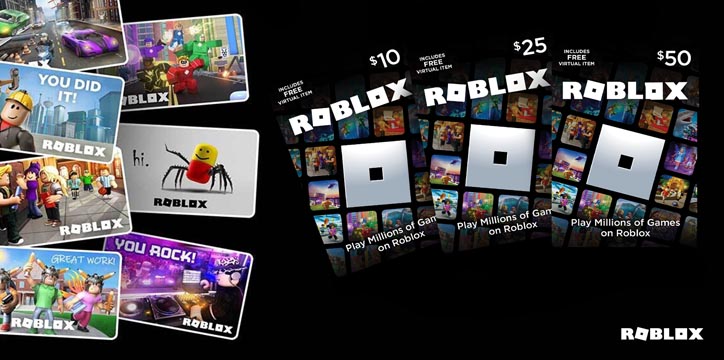 ROBLOX
YOU DID
IT!
ROBLOX
hi.
ROBLOX
ROBLOX
GREAT WORK!
ROBLOX
YOU ROCK!
ROBLOX
INCLUDES
FREE
VIRTUAL ITEM
$10
ROBLOX
Play Millions of Gam
on Roblox
INCLUDES
FREE
VIRTUAL ITEM
$25
ROBLOX
Play Millions of Gam
on Roblox
INCLUDES
FREE
VIRTUAL ITEM
$50
ROBLOX
Play Millions of Games
on Roblox
ROBLOX